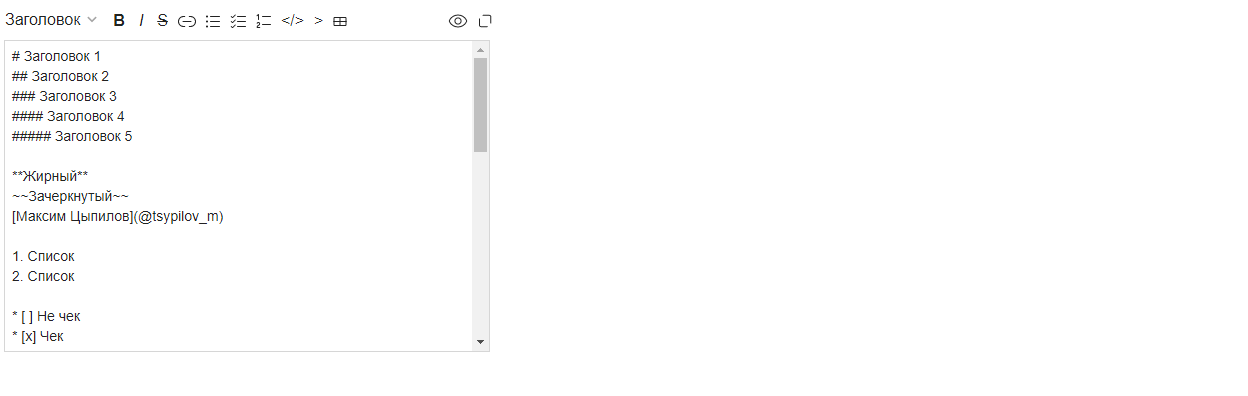 Заголовок B I S </> >
# Заголовок 1
## Заголовок 2
### Заголовок 3
#### Заголовок 4
##### Заголовок 5
**Жирный**
~~Зачеркнутый~~
[Максим Цыпилов](@tsypilov_m)
1. Список
2. Список
* [ ] Не чек
* [x] Чек